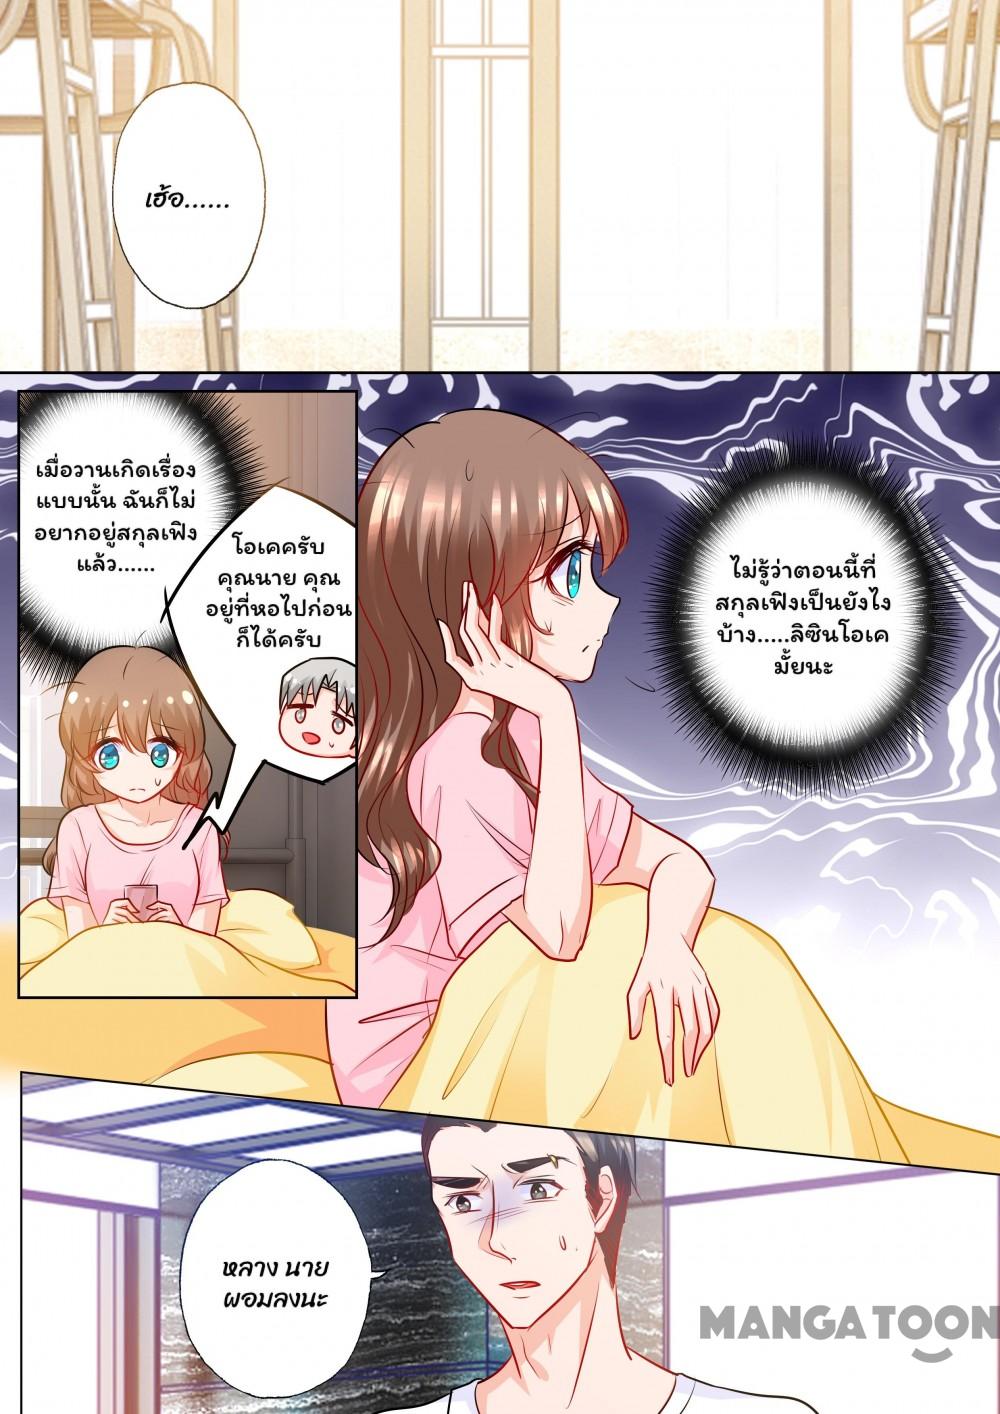 เฮ้อ......
เมื่อวานเกิดเรื่อง
แบบนั้น ฉันก็ไม่
อยากอยู่สกุลเฟิง
แล้ว......
โอเคครับ
คุณนาย คุณ
อยู่ที่หอไปก่อน
ก็ได้ครับ
ไม่รู้ว่าตอนนี้ที่
สกุลเฟิงเป็นยังไง
บ้าง.....ลิซินโอเค
มั้ยนะ
หลาง นาย
ผอมลงนะ
MANGATOON